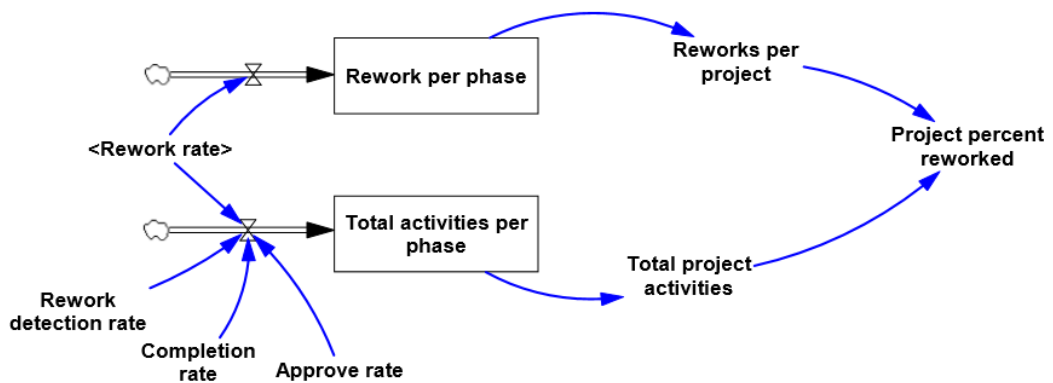 Rework per phase
Reworks per
project
<Rework rate>
Project percent
reworked
Total activities per
phase
Total project
activities
Rework
detection rate
Completion
rate
Approve rate